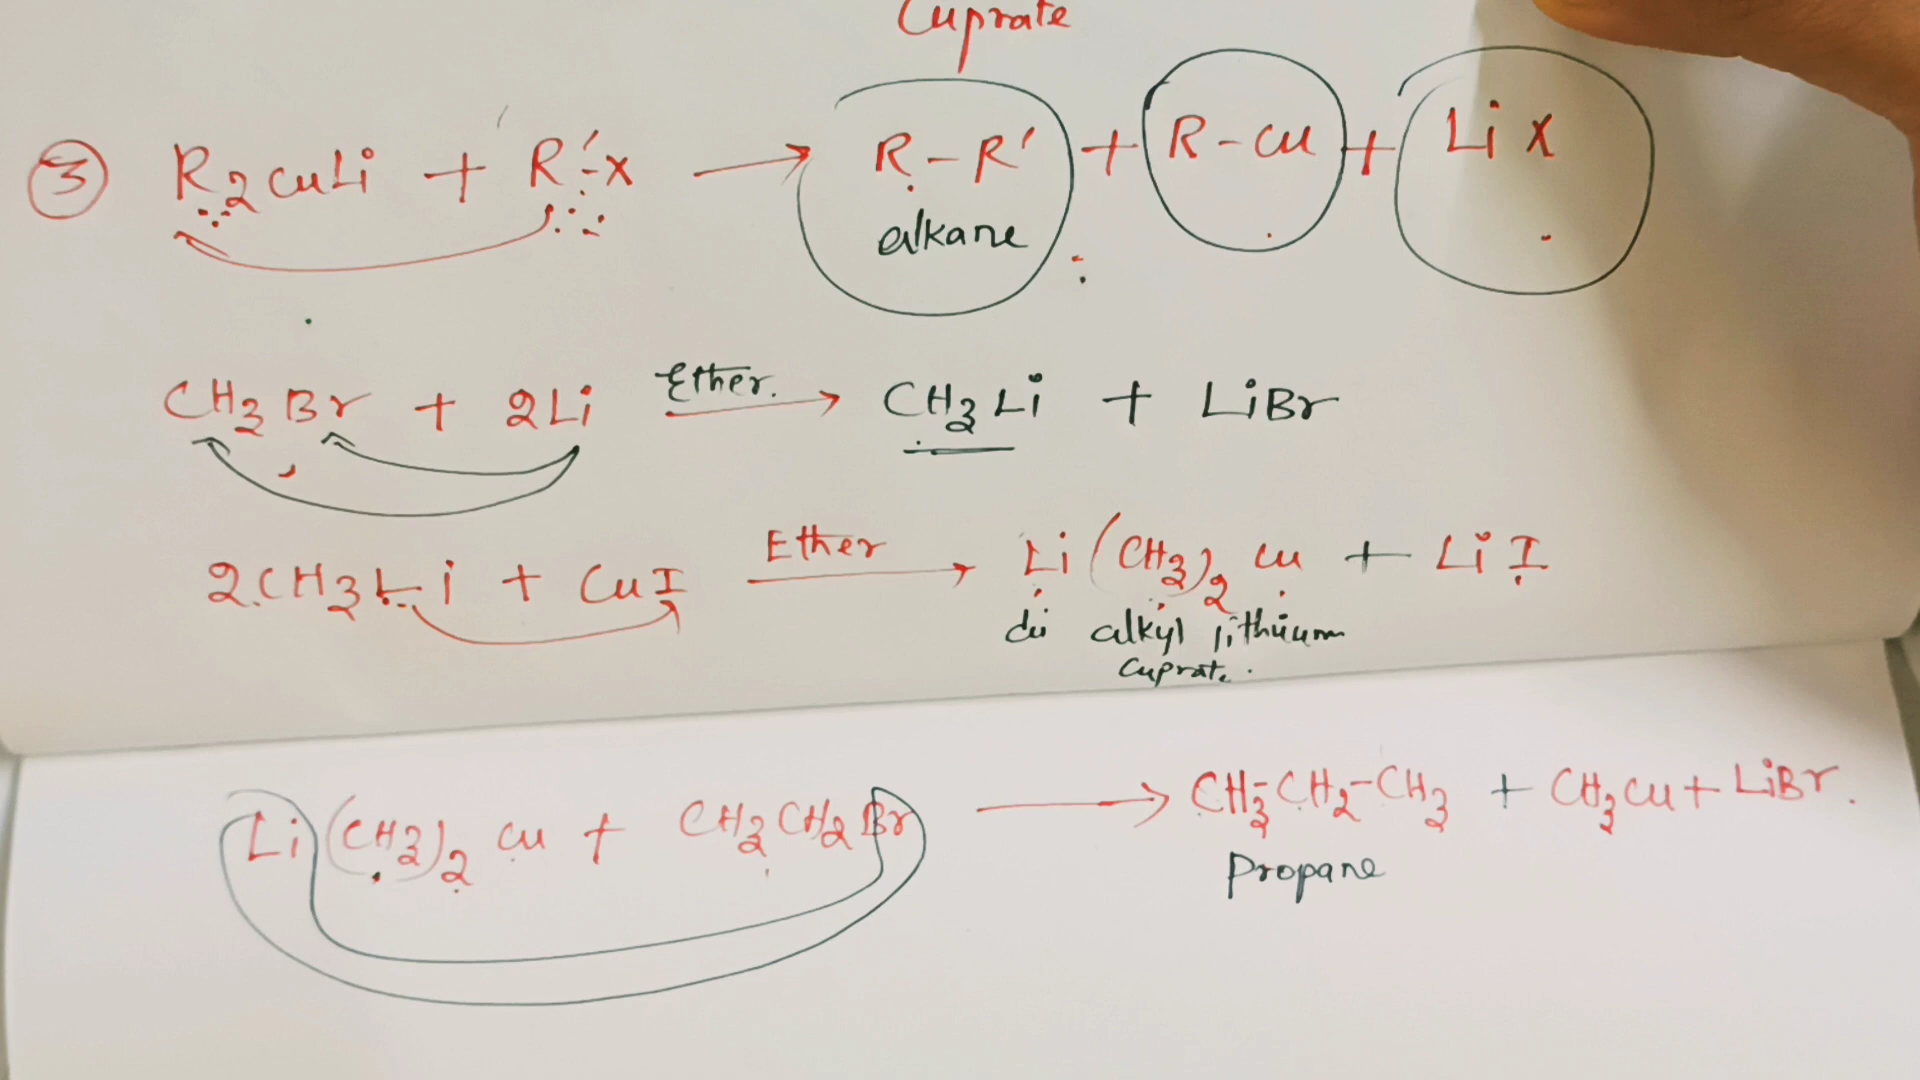 Cuprate
③ R2CuLi + R'-X → R-R' + R-Cu + LiX
alkane
CH3Br + 2Li Ether. → CH3Li + LiBr
2CH3Li + CuI Ether → Li(CH3)2Cu + LiI
di alkyl lithium
Cuprate.
Li(CH3)2Cu + CH3CH2Br → CH3-CH2-CH3 + CH3Cu + LiBr.
Propane